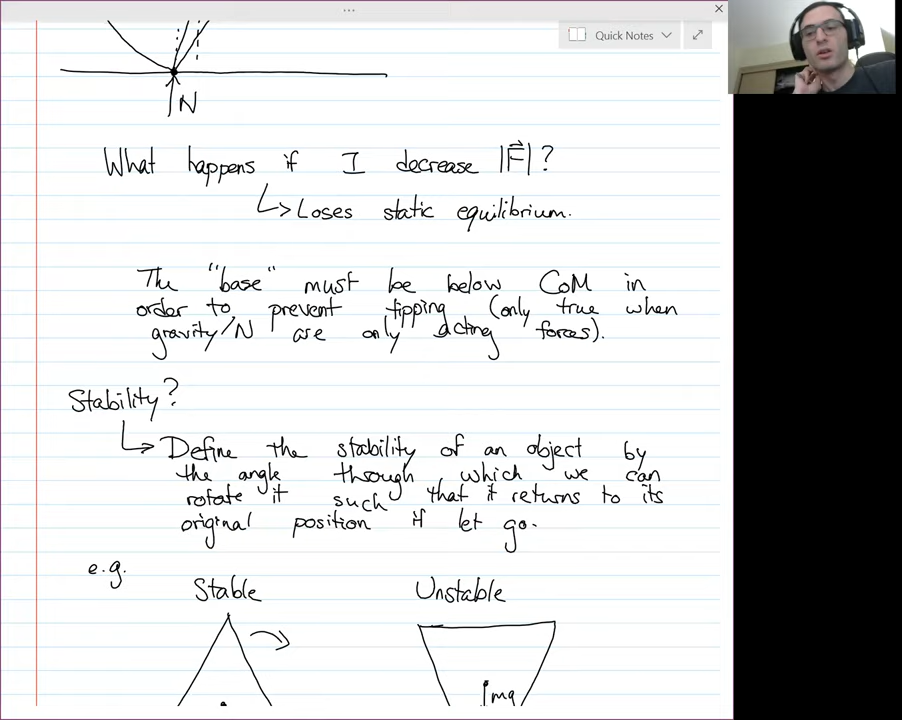 Quick Notes
N
What happens if I decrease |F⃗|?
↳ Loses static equilibrium.
The "base" must be below CoM in
order to prevent tipping (only true when
gravity/N are only acting forces).
Stability?
↳ Define the stability of an object by
the angle through which we can
rotate it such that it returns to its
original position if let go.
e.g.
Stable Unstable
mg